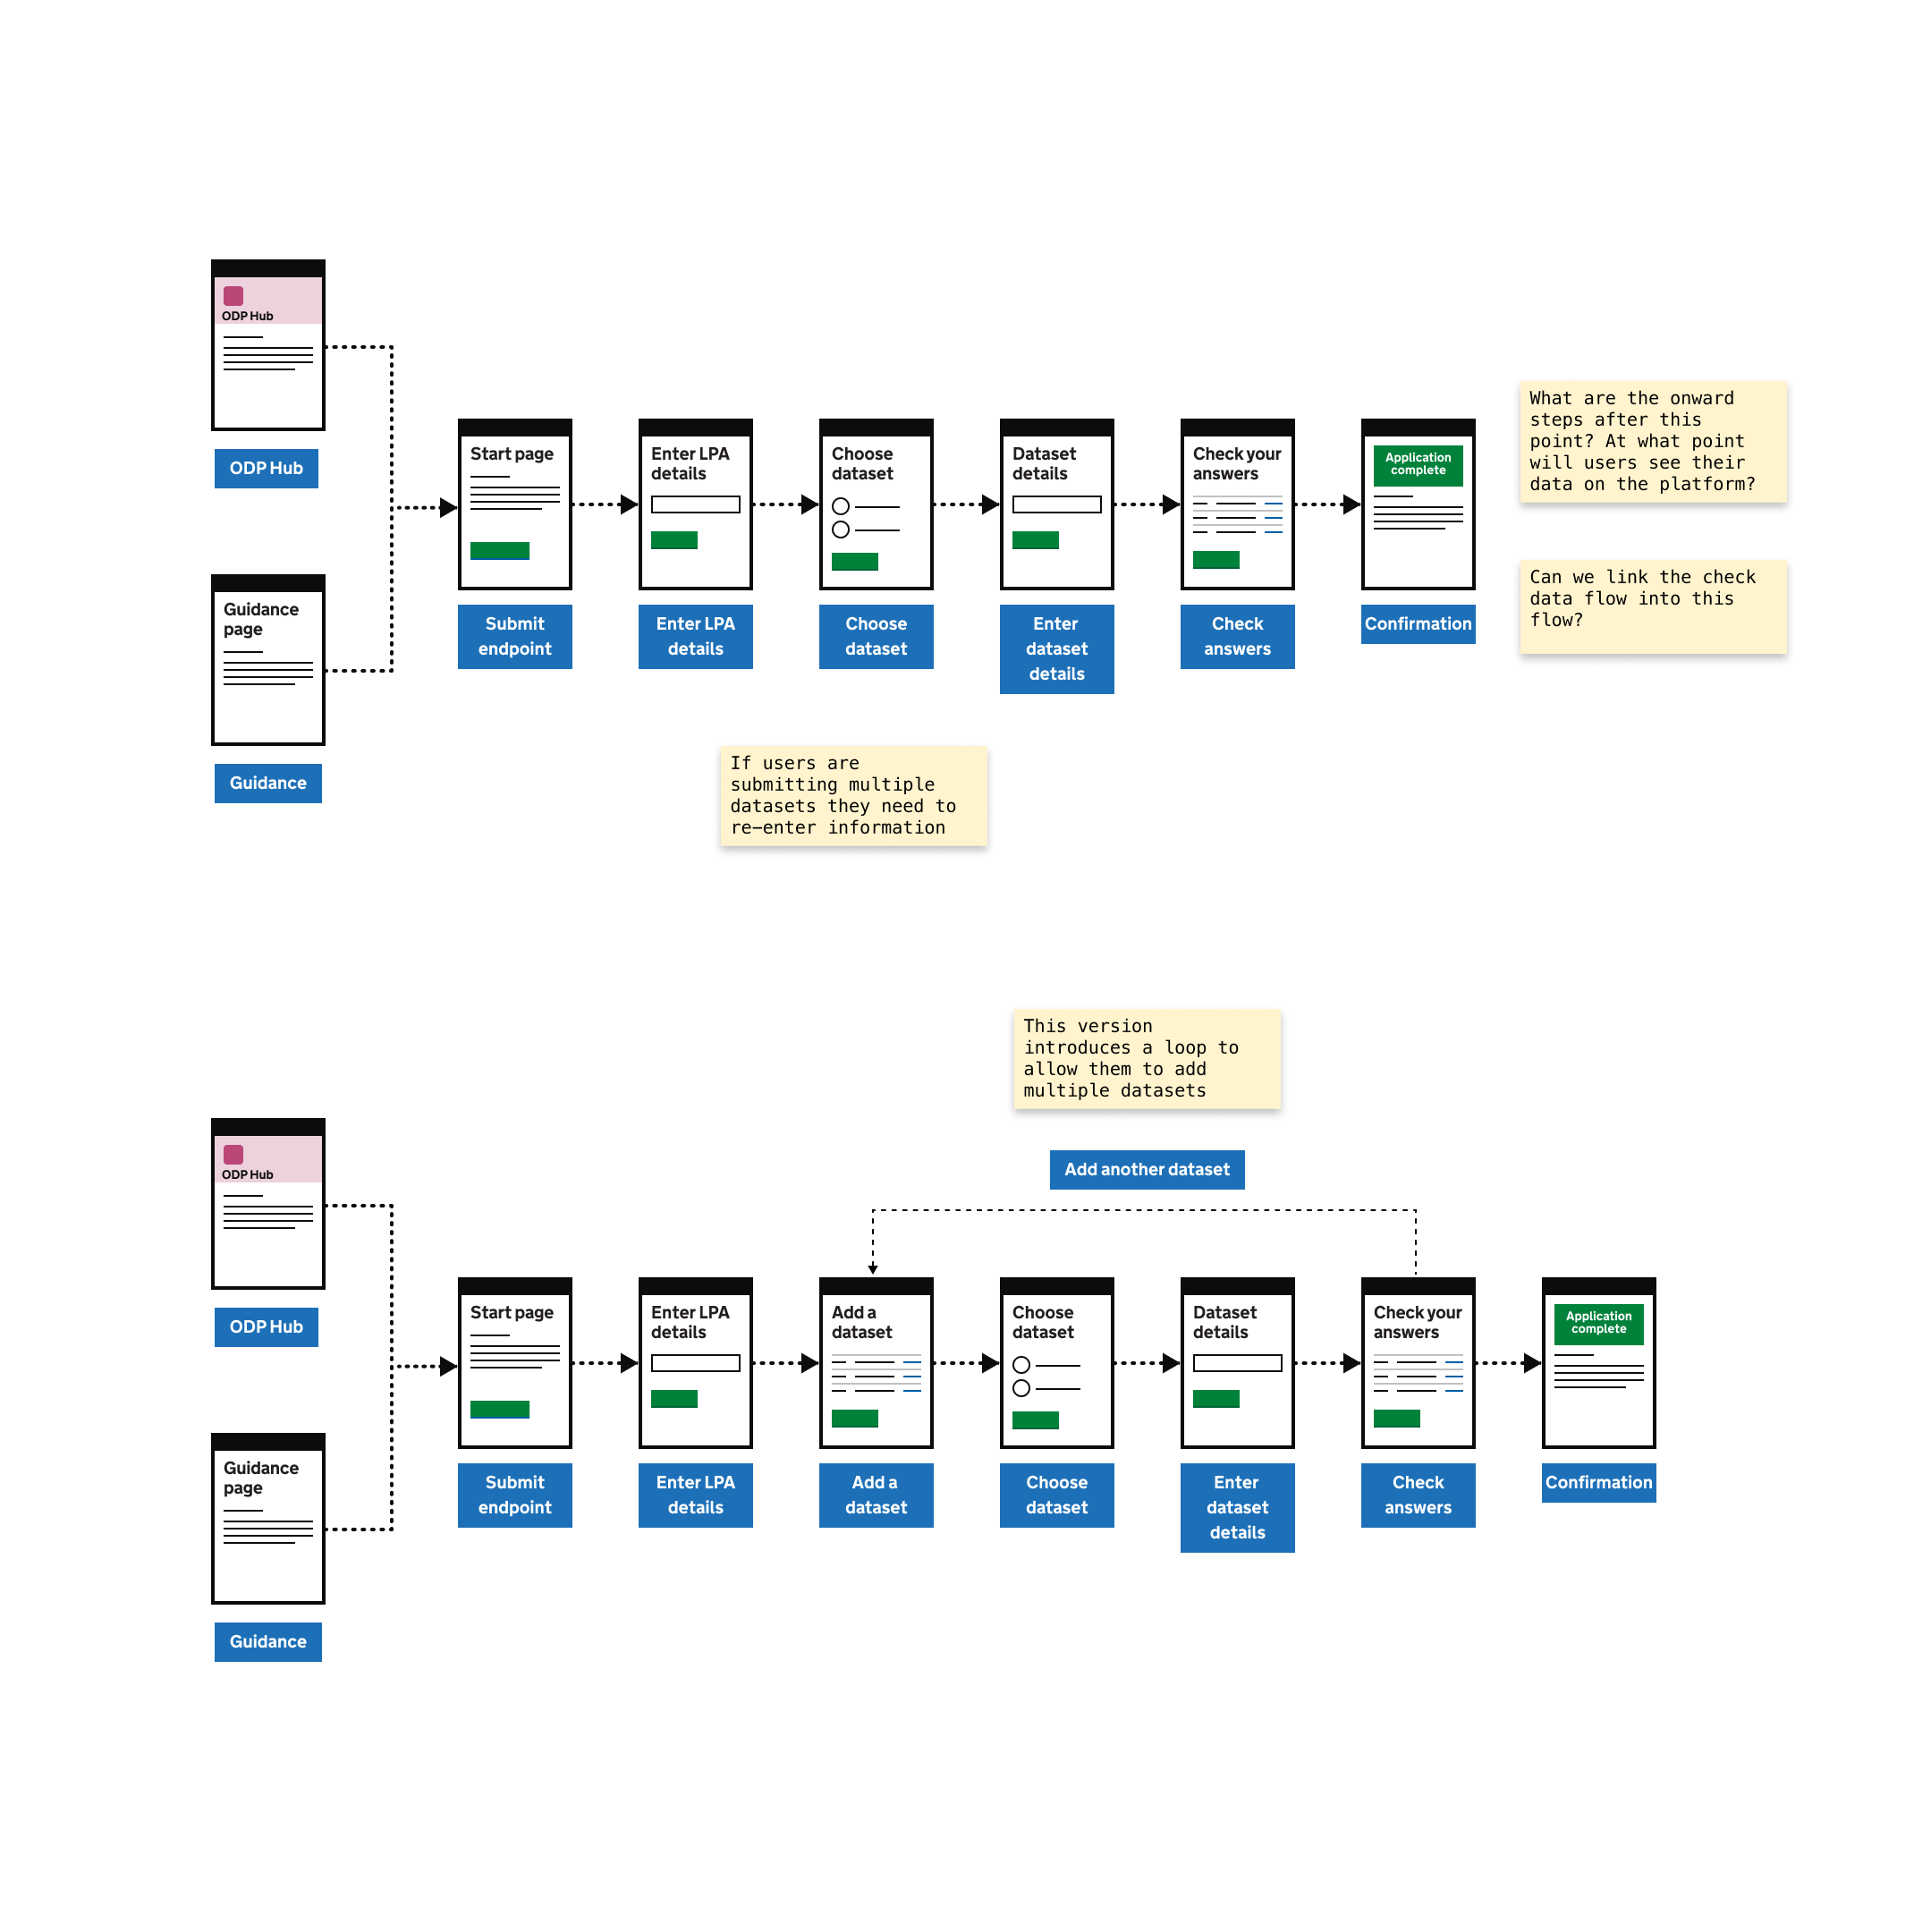 ODP Hub
ODP Hub
Guidance
page
Guidance
Start page
Submit
endpoint
Enter LPA
details
Enter LPA
details
Choose
dataset
Choose
dataset
Dataset
details
Enter
dataset
details
Check your
answers
Check
answers
Application
complete
Confirmation
What are the onward
steps after this
point? At what point
will users see their
data on the platform?
Can we link the check
data flow into this
flow?
If users are
submitting multiple
datasets they need to
re-enter information
This version
introduces a loop to
allow them to add
multiple datasets
Add another dataset
ODP Hub
ODP Hub
Guidance
page
Guidance
Start page
Submit
endpoint
Enter LPA
details
Enter LPA
details
Add a
dataset
Add a
dataset
Choose
dataset
Choose
dataset
Dataset
details
Enter
dataset
details
Check your
answers
Check
answers
Application
complete
Confirmation